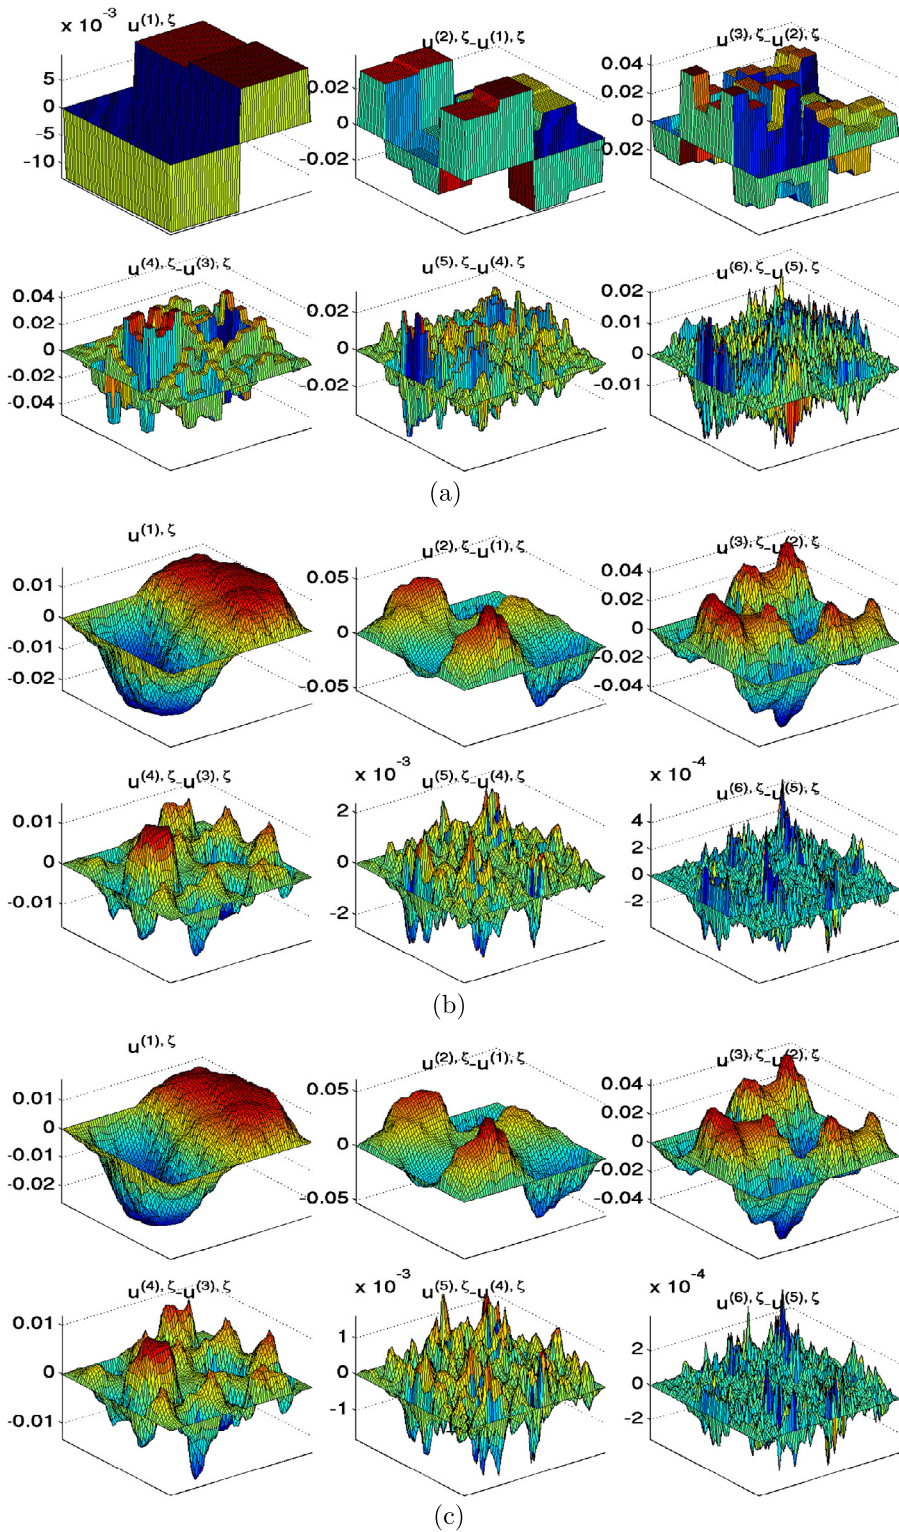 x 10⁻³ u⁽¹⁾,ζ
5
0
-5
-10
u⁽²⁾,ζ-u⁽¹⁾,ζ
0.02
0
-0.02
u⁽³⁾,ζ-u⁽²⁾,ζ
0.04
0.02
0
0.02
u⁽⁴⁾,ζ-u⁽³⁾,ζ
0.04
0.02
0
-0.02
-0.04
u⁽⁵⁾,ζ-u⁽⁴⁾,ζ
0.02
0
-0.02
u⁽⁶⁾,ζ-u⁽⁵⁾,ζ
0.02
0.01
0
-0.01
(a)
u⁽¹⁾,ζ
0.01
0
-0.01
-0.02
u⁽²⁾,ζ-u⁽¹⁾,ζ
0.05
0
-0.05
u⁽³⁾,ζ-u⁽²⁾,ζ
0.04
0.02
0
-0.02
-0.04
u⁽⁴⁾,ζ-u⁽³⁾,ζ
0.01
0
-0.01
x 10⁻³
u⁽⁵⁾,ζ-u⁽⁴⁾,ζ
2
0
-2
x 10⁻⁴
u⁽⁶⁾,ζ-u⁽⁵⁾,ζ
4
2
0
-2
(b)
u⁽¹⁾,ζ
0.01
0
-0.01
-0.02
u⁽²⁾,ζ-u⁽¹⁾,ζ
0.05
0
-0.05
u⁽³⁾,ζ-u⁽²⁾,ζ
0.04
0.02
0
-0.02
-0.04
u⁽⁴⁾,ζ-u⁽³⁾,ζ
0.01
0
-0.01
x 10⁻³
u⁽⁵⁾,ζ-u⁽⁴⁾,ζ
1
0
-1
x 10⁻⁴
u⁽⁶⁾,ζ-u⁽⁵⁾,ζ
2
0
-2
(c)